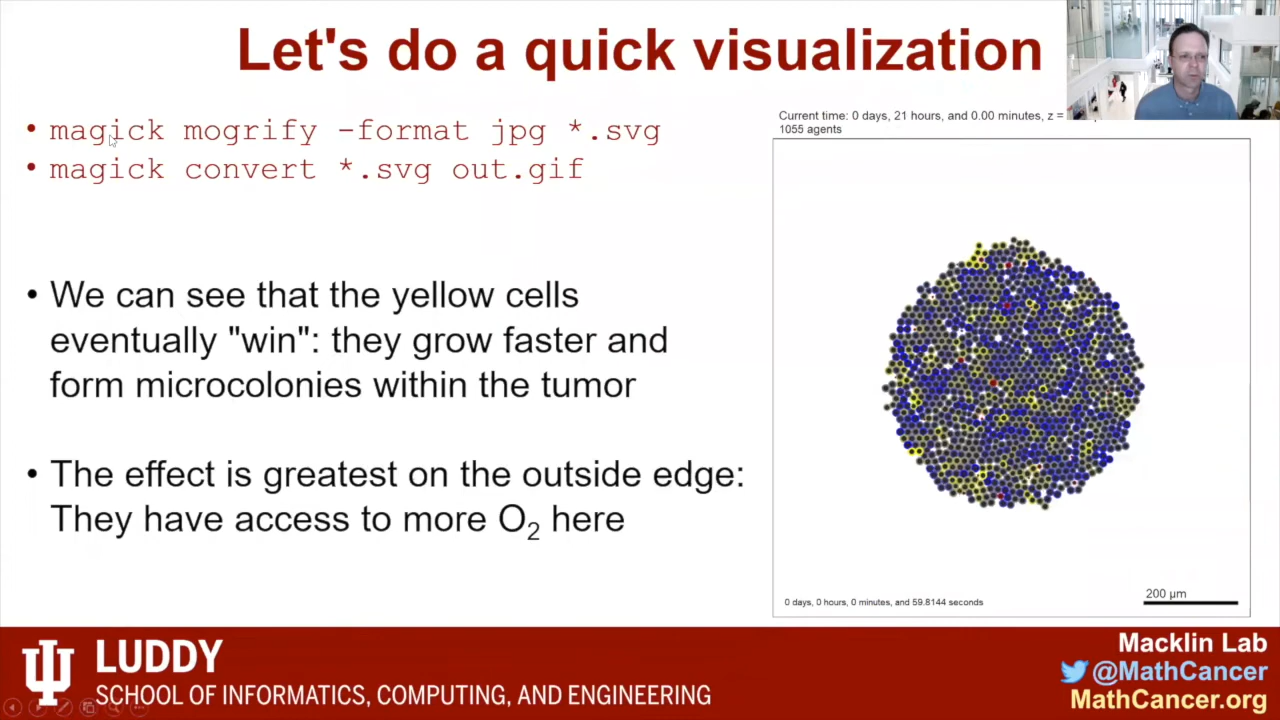 Let's do a quick visualization
• magick mogrify -format jpg *.svg
• magick convert *.svg out.gif
• We can see that the yellow cells
eventually "win": they grow faster and
form microcolonies within the tumor
• The effect is greatest on the outside edge:
They have access to more O2 here
Current time: 0 days, 21 hours, and 0.00 minutes, z =
1055 agents
0 days, 0 hours, 0 minutes, and 59.8144 seconds
200 μm
LUDDY
SCHOOL OF INFORMATICS, COMPUTING, AND ENGINEERING
Macklin Lab
@MathCancer
MathCancer.org